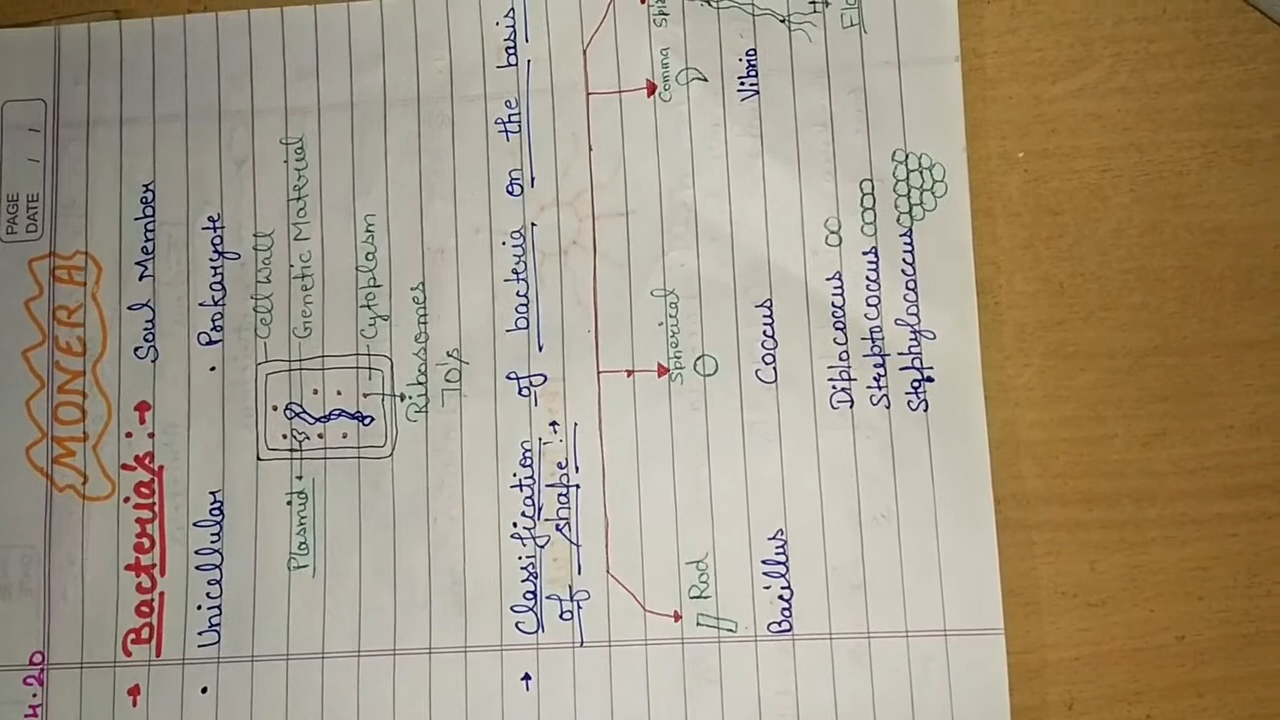 4.20
PAGE
DATE / /
MONERA
→ Bacteria's :→ Soul Member
• Unicellular • Prokaryote
Cell wall
Plasmid Genetic Material
Cytoplasm
Ribosomes
70's
→ Classification of bacteria on the basis
of shape :→
Rod Spherical Comma
Bacillus Coccus Vibrio
Diplococcus
Streptococcus
Staphylococcus